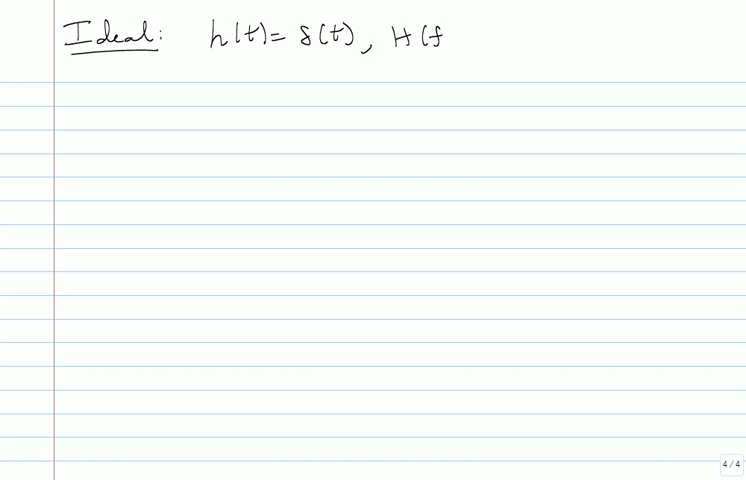 Ideal: h(t) = δ(t), H(f
4/4